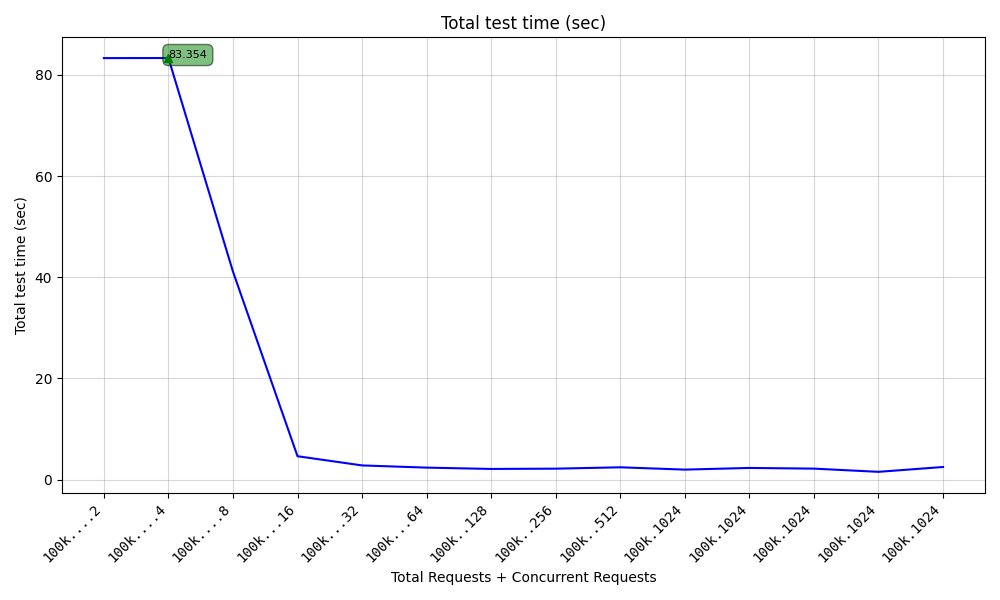 Total test time (sec)
83.354
80
60
40
20
0
Total test time (sec)
100k....2
100k....4
100k....8
100k...16
100k...32
100k...64
100k..128
100k..256
100k..512
100k.1024
100k.1024
100k.1024
100k.1024
100k.1024
Total Requests + Concurrent Requests